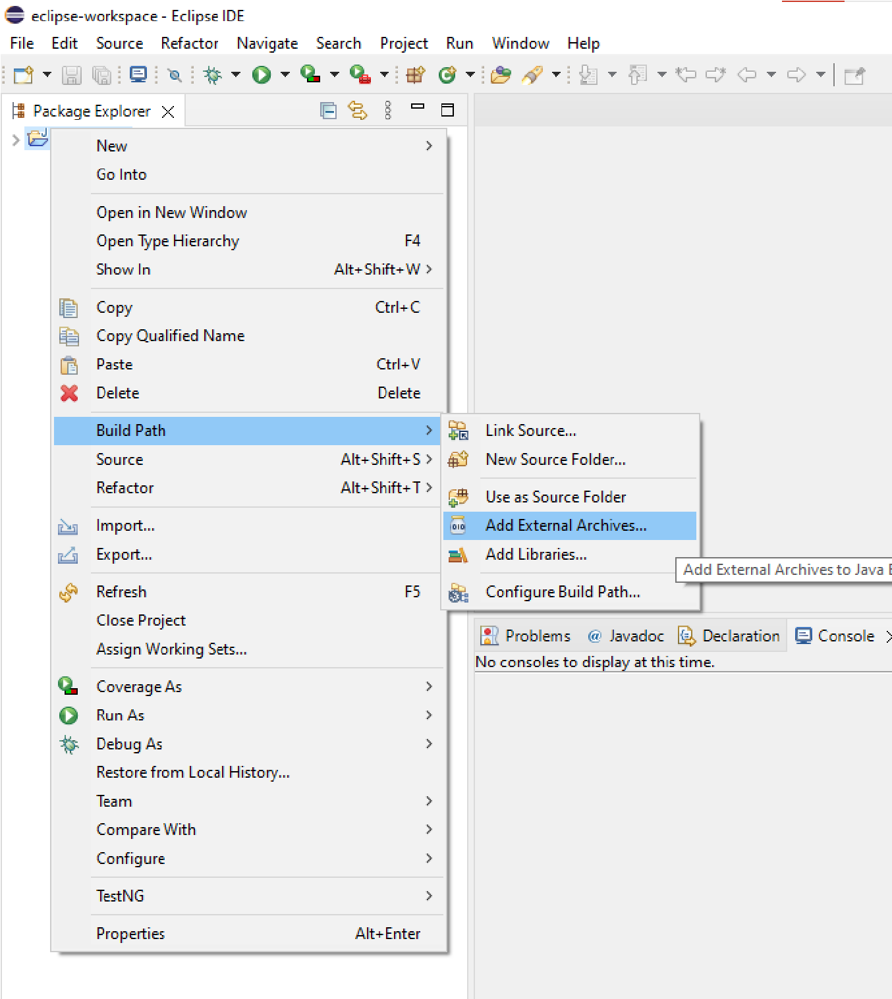 eclipse-workspace - Eclipse IDE
File Edit Source Refactor Navigate Search Project Run Window Help
Package Explorer
New
Go Into
Open in New Window
Open Type Hierarchy F4
Show In Alt+Shift+W
Copy Ctrl+C
Copy Qualified Name
Paste Ctrl+V
Delete Delete
Build Path
Source Alt+Shift+S
Refactor Alt+Shift+T
Import...
Export...
Refresh F5
Close Project
Assign Working Sets...
Coverage As
Run As
Debug As
Restore from Local History...
Team
Compare With
Configure
TestNG
Properties Alt+Enter
Link Source...
New Source Folder...
Use as Source Folder
Add External Archives...
Add Libraries...
Configure Build Path...
Add External Archives to Java
Problems @ Javadoc Declaration Console
No consoles to display at this time.